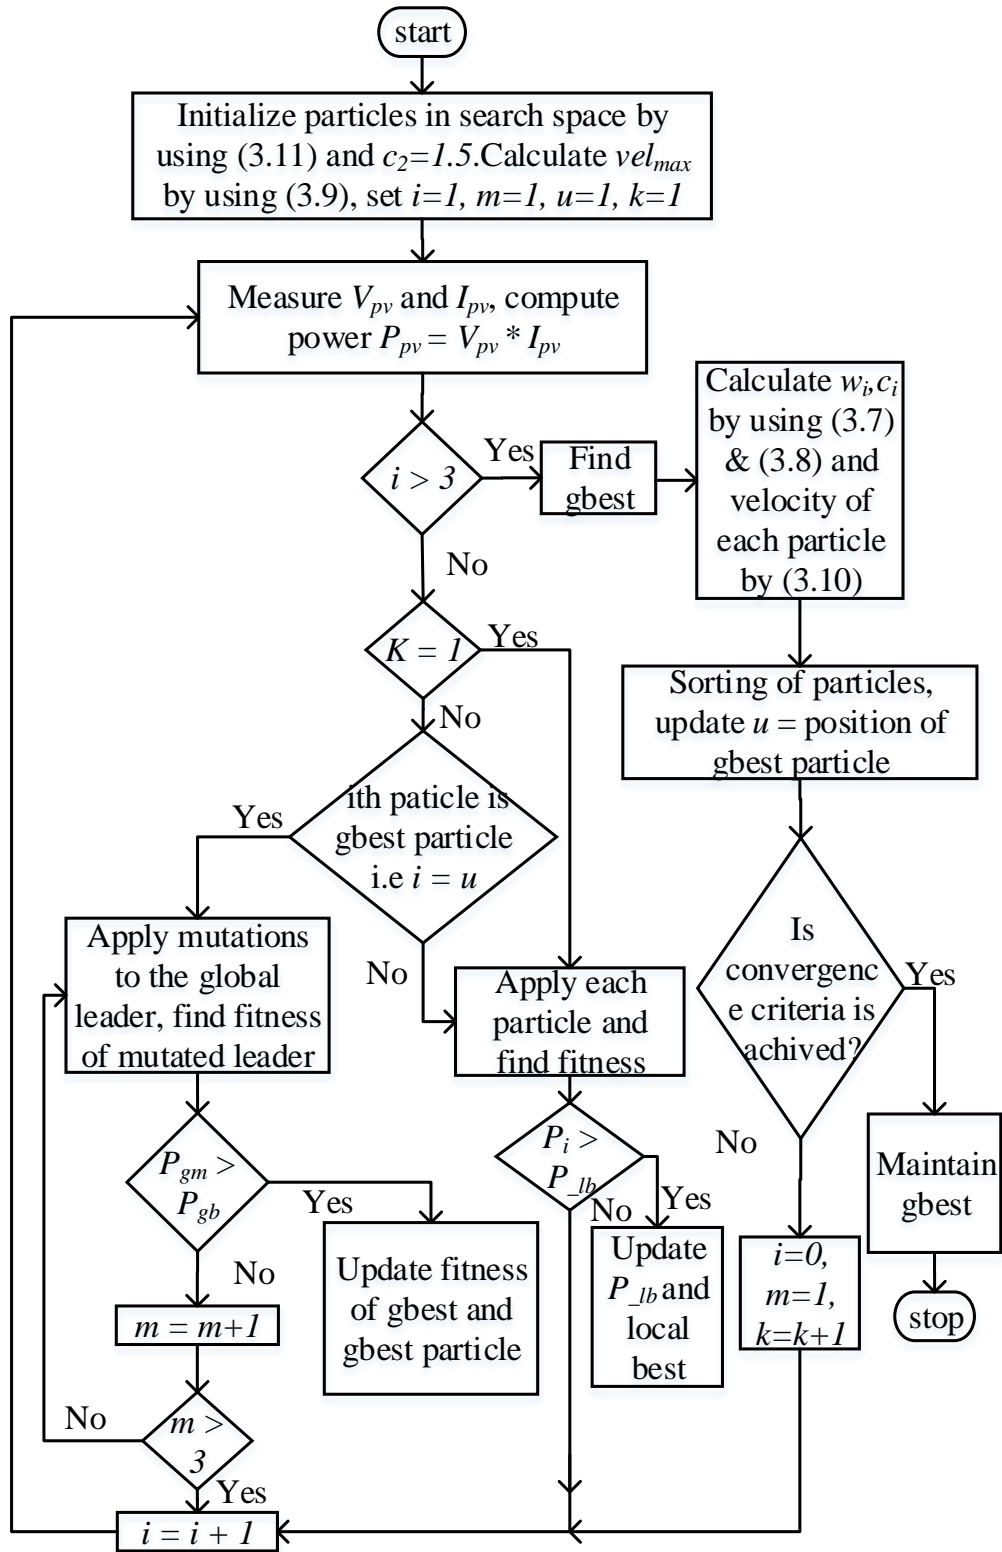 start
Initialize particles in search space by
using (3.11) and c2=1.5.Calculate velmax
by using (3.9), set i=1, m=1, u=1, k=1
Measure Vpv and Ipv, compute
power Ppv = Vpv * Ipv
i > 3
Yes
No
Find
gbest
Calculate wi,ci
by using (3.7)
& (3.8) and
velocity of
each particle
by (3.10)
K = 1
Yes
No
Sorting of particles,
update u = position of
gbest particle
ith paticle is
gbest particle
i.e i = u
Yes
No
Apply mutations
to the global
leader, find fitness
of mutated leader
Apply each
particle and
find fitness
Is
convergenc
e criteria is
achived?
Yes
No
Pgm >
Pgb
Yes
No
Pi >
P_lb
No
Yes
Maintain
gbest
Update fitness
of gbest and
gbest particle
Update
P_lb and
local
best
i=0,
m=1,
k=k+1
stop
m = m+1
m >
3
No
Yes
i = i + 1